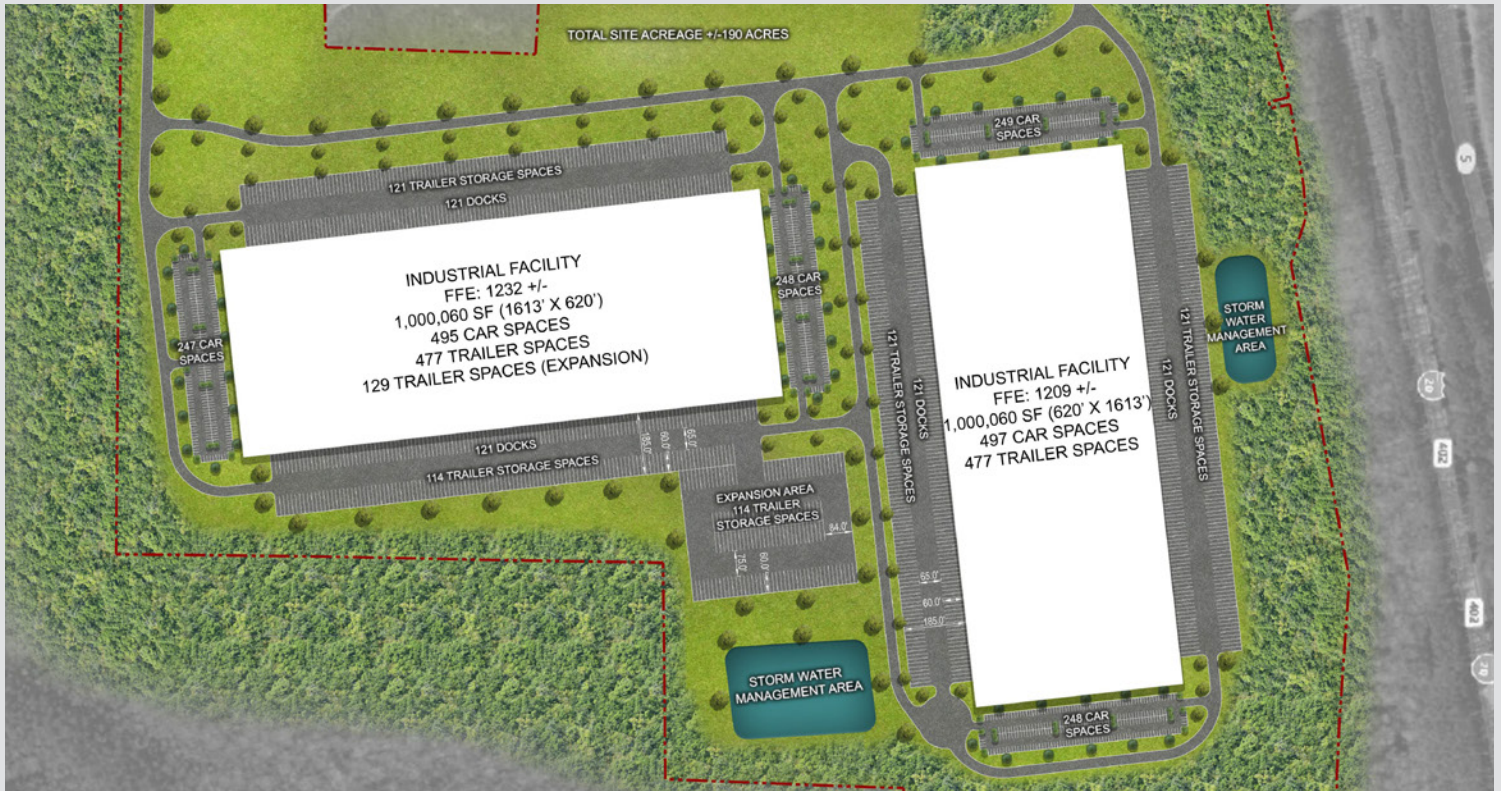 TOTAL SITE ACREAGE +/-190 ACRES
249 CAR
SPACES
121 TRAILER STORAGE SPACES
121 DOCKS
INDUSTRIAL FACILITY
FFE: 1232 +/-
1,000,060 SF (1613' X 620')
495 CAR SPACES
477 TRAILER SPACES
129 TRAILER SPACES (EXPANSION)
247 CAR
SPACES
248 CAR
SPACES
121 DOCKS
114 TRAILER STORAGE SPACES
185.0'
60.0'
65.0'
EXPANSION AREA
114 TRAILER
STORAGE SPACES
84.0'
75.0'
60.0'
STORM WATER
MANAGEMENT AREA
121 TRAILER STORAGE SPACES
121 DOCKS
65.0'
60.0'
185.0'
INDUSTRIAL FACILITY
FFE: 1209 +/-
1,000,060 SF (620' X 1613')
497 CAR SPACES
477 TRAILER SPACES
121 DOCKS
121 TRAILER STORAGE SPACES
STORM
WATER
MANAGEMENT
AREA
248 CAR
SPACES
5
20
402
402
20